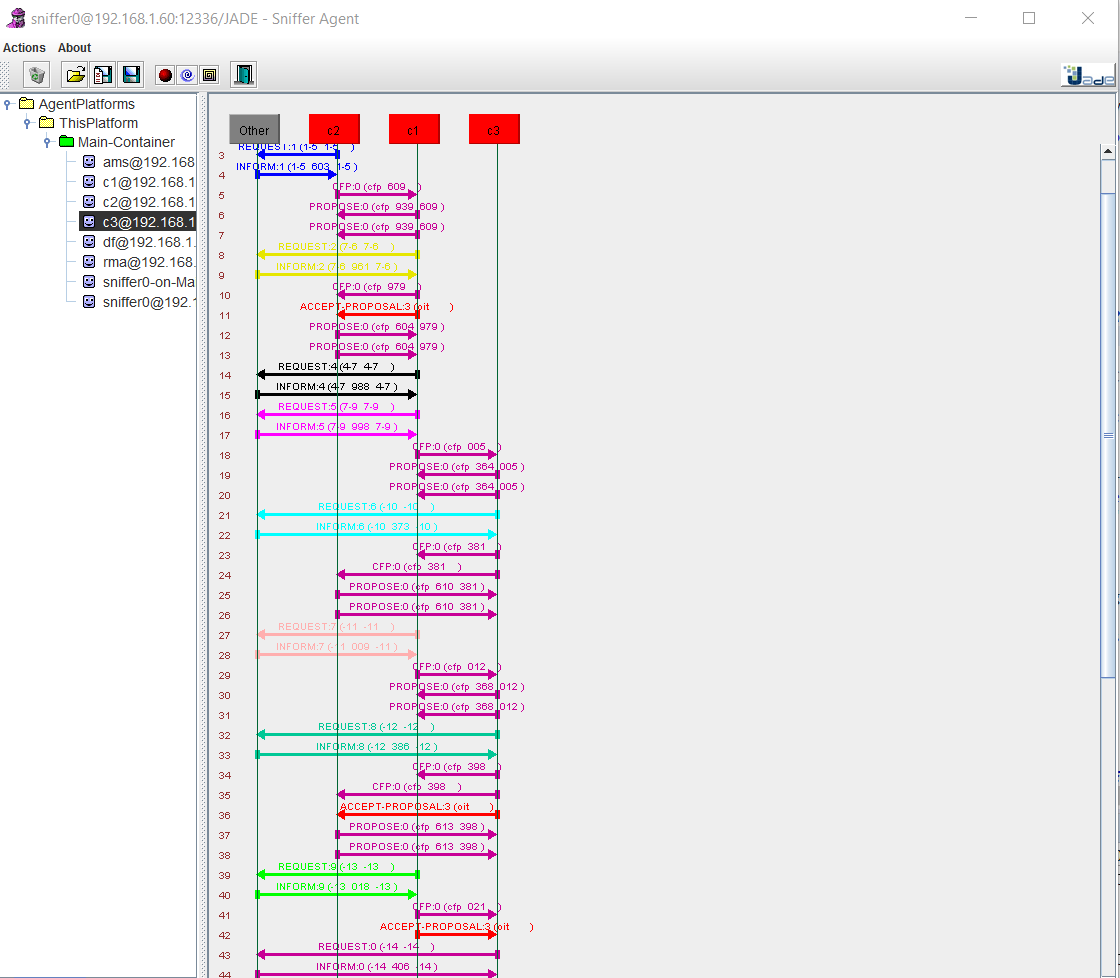 sniffer0@192.168.1.60:12336/JADE - Sniffer Agent
Actions About
Jade
AgentPlatforms
ThisPlatform
Main-Container
ams@192.168
c1@192.168.1
c2@192.168.1
c3@192.168.1
df@192.168.1.
rma@192.168.
sniffer0-on-Ma
sniffer0@192.1
Other c2 c1 c3
REQUEST:1 (1-5 1-5 )
3
INFORM:1 (1-5 603 1-5 )
4
CFP:0 (cfp 609 )
5
PROPOSE:0 (cfp 939 609 )
6
PROPOSE:0 (cfp 939 609 )
7
REQUEST:2 (7-6 7-6 )
8
INFORM:2 (7-6 961 7-6 )
9
CFP:0 (cfp 979 )
10
ACCEPT-PROPOSAL:3 (oit )
11
PROPOSE:0 (cfp 604 979 )
12
PROPOSE:0 (cfp 604 979 )
13
REQUEST:4 (4-7 4-7 )
14
INFORM:4 (4-7 988 4-7 )
15
REQUEST:5 (7-9 7-9 )
16
INFORM:5 (7-9 998 7-9 )
17
CFP:0 (cfp 005 )
18
PROPOSE:0 (cfp 364 005 )
19
PROPOSE:0 (cfp 364 005 )
20
REQUEST:6 (-10 -10 )
21
INFORM:6 (-10 373 -10 )
22
CFP:0 (cfp 381 )
23
CFP:0 (cfp 381 )
24
PROPOSE:0 (cfp 610 381 )
25
PROPOSE:0 (cfp 610 381 )
26
REQUEST:7 (-11 -11 )
27
INFORM:7 (-11 009 -11 )
28
CFP:0 (cfp 012 )
29
PROPOSE:0 (cfp 368 012 )
30
PROPOSE:0 (cfp 368 012 )
31
REQUEST:8 (-12 -12 )
32
INFORM:8 (-12 386 -12 )
33
CFP:0 (cfp 398 )
34
CFP:0 (cfp 398 )
35
ACCEPT-PROPOSAL:3 (oit )
36
PROPOSE:0 (cfp 613 398 )
37
PROPOSE:0 (cfp 613 398 )
38
REQUEST:9 (-13 -13 )
39
INFORM:9 (-13 018 -13 )
40
CFP:0 (cfp 021 )
41
ACCEPT-PROPOSAL:3 (oit )
42
REQUEST:0 (-14 -14 )
43
INFORM:0 (-14 406 -14 )
44